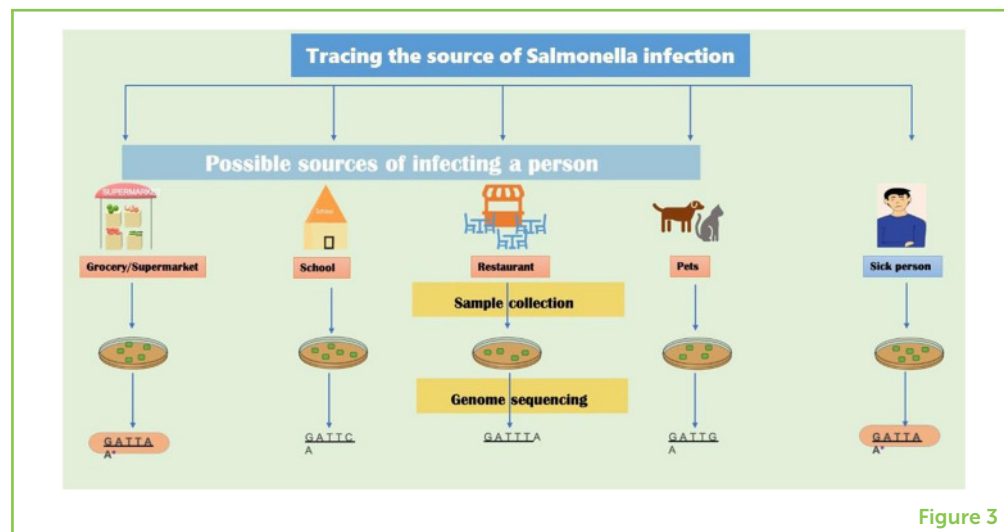 Tracing the source of Salmonella infection
Possible sources of infecting a person
SUPERMARKET
School
Grocery/Supermarket
School
Restaurant
Pets
Sick person
Sample collection
Genome sequencing
GATTA
A*
GATTC
A
GATTTA
GATTG
A
GATTA
A*
Figure 3